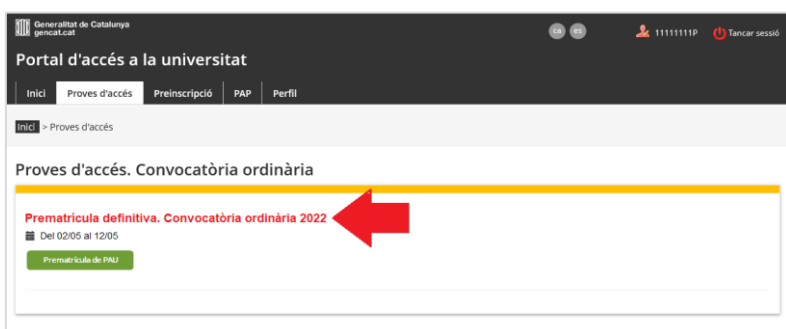 Generalitat de Catalunya
gencat.cat
ca es
11111111P
Tancar sessió
Portal d'accés a la universitat
Inici Proves d'accés Preinscripció PAP Perfil
Inici > Proves d'accés
Proves d'accés. Convocatòria ordinària
Prematrícula definitiva. Convocatòria ordinària 2022
Del 02/05 al 12/05
Prematrícula de PAU